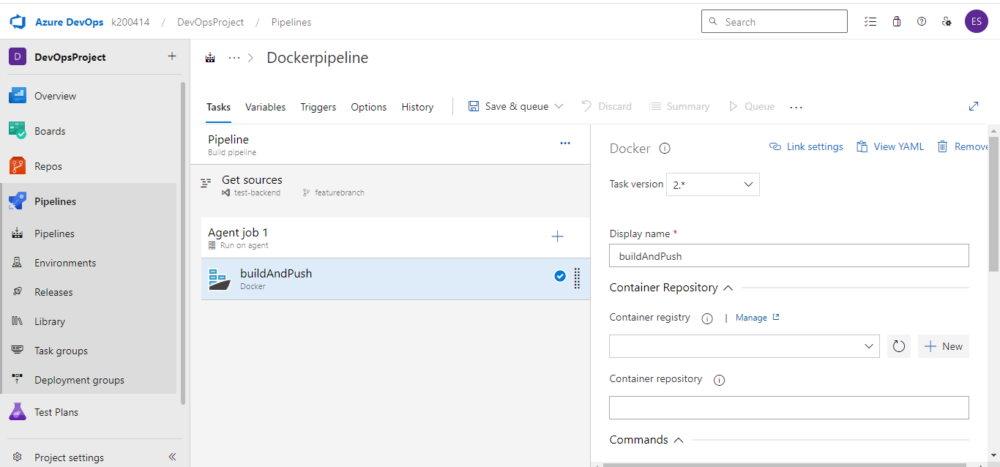 Azure DevOps k200414 / DevOpsProject / Pipelines
Search
ES
D DevOpsProject
Overview
Boards
Repos
Pipelines
Pipelines
Environments
Releases
Library
Task groups
Deployment groups
Test Plans
Project settings
··· > Dockerpipeline
Tasks Variables Triggers Options History Save & queue Discard Summary Queue ···
Pipeline
Build pipeline
···
Get sources
test-backend featurebranch
Agent job 1
Run on agent
buildAndPush
Docker
Docker Link settings View YAML Remove
Task version 2.*
Display name *
buildAndPush
Container Repository
Container registry | Manage
New
Container repository
Commands